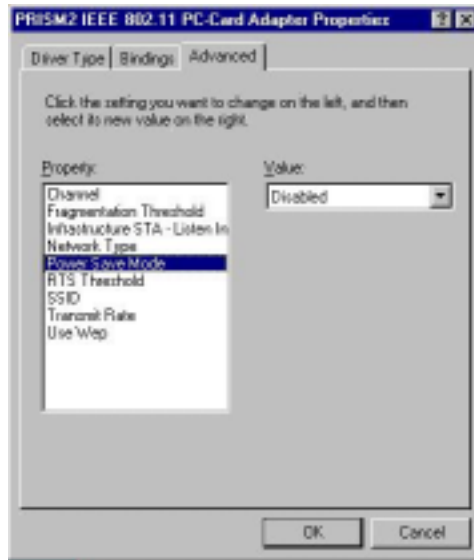 PRISM2 IEEE 802.11 PC-Card Adapter Properties
Driver Type
Bindings
Advanced
Click the setting you want to change on the left, and then
select its new value on the right.
Property:
Value:
Channel
Disabled
Fragmentation Threshold
Infrastructure STA - Listen In
Network Type
Power Save Mode
RTS Threshold
SSID
Transmit Rate
Use Wep
OK
Cancel